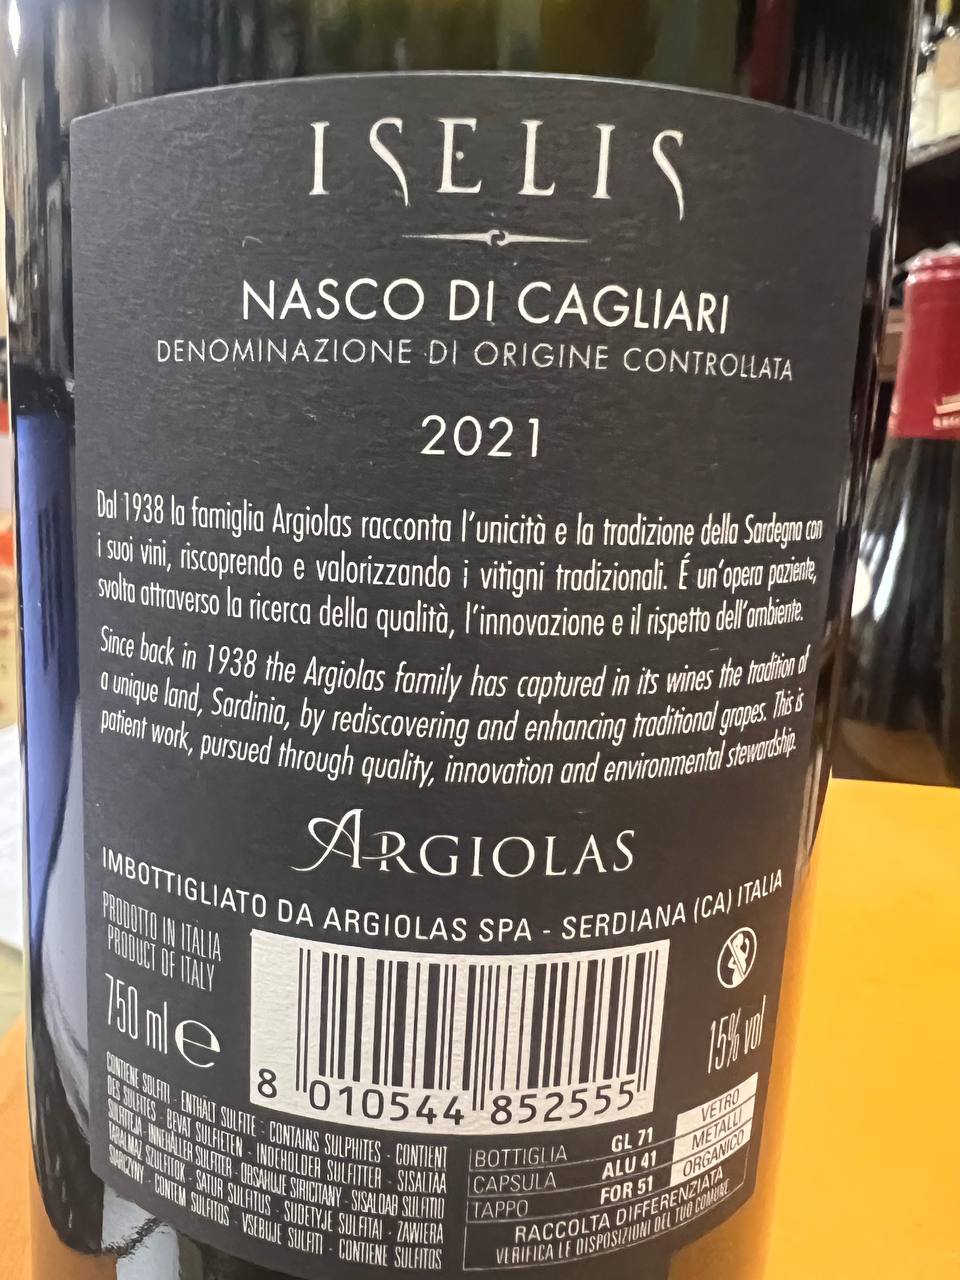 ISELIS
NASCO DI CAGLIARI
DENOMINAZIONE DI ORIGINE CONTROLLATA
2021
Dal 1938 la famiglia Argiolas racconta l'unicità e la tradizione della Sardegna con
i suoi vini, riscoprendo e valorizzando i vitigni tradizionali. É un'opera paziente,
svolta attraverso la ricerca della qualità, l'innovazione e il rispetto dell'ambiente.
Since back in 1938 the Argiolas family has captured in its wines the tradition of
a unique land, Sardinia, by rediscovering and enhancing traditional grapes. This is
patient work, pursued through quality, innovation and environmental stewardship.
ARGIOLAS
IMBOTTIGLIATO DA ARGIOLAS SPA - SERDIANA (CA) ITALIA
PRODOTTO IN ITALIA
PRODUCT OF ITALY
750 ml e
15% vol
8 010544 852555
CONTIENE SOLFITI - ENTHÄLT SULFITE - CONTAINS SULPHITES - CONTIENT
DES SULFITES - BEVAT SULFIETEN - INDEHOLDER SULFITTER - SISALTÄÄ
SULFIITTEJA - INNEHÅLLER SULFITER - OBSAHUJE SIRICITANY - SISALDAB SULFITID
TARALMAZ SZULFITOK - SATUR SULFITUS - SUDETYJE SULFITAI - ZAWIERA
SIARCZYNY - CONTEM SULFITOS - VSEBUJE SULFITI - CONTIENE SULFITOS
BOTTIGLIA GL 71 VETRO
CAPSULA ALU 41 METALLI
TAPPO FOR 51 ORGANICO
RACCOLTA DIFFERENZIATA
VERIFICA LE DISPOSIZIONI DEL TUO COMUNE